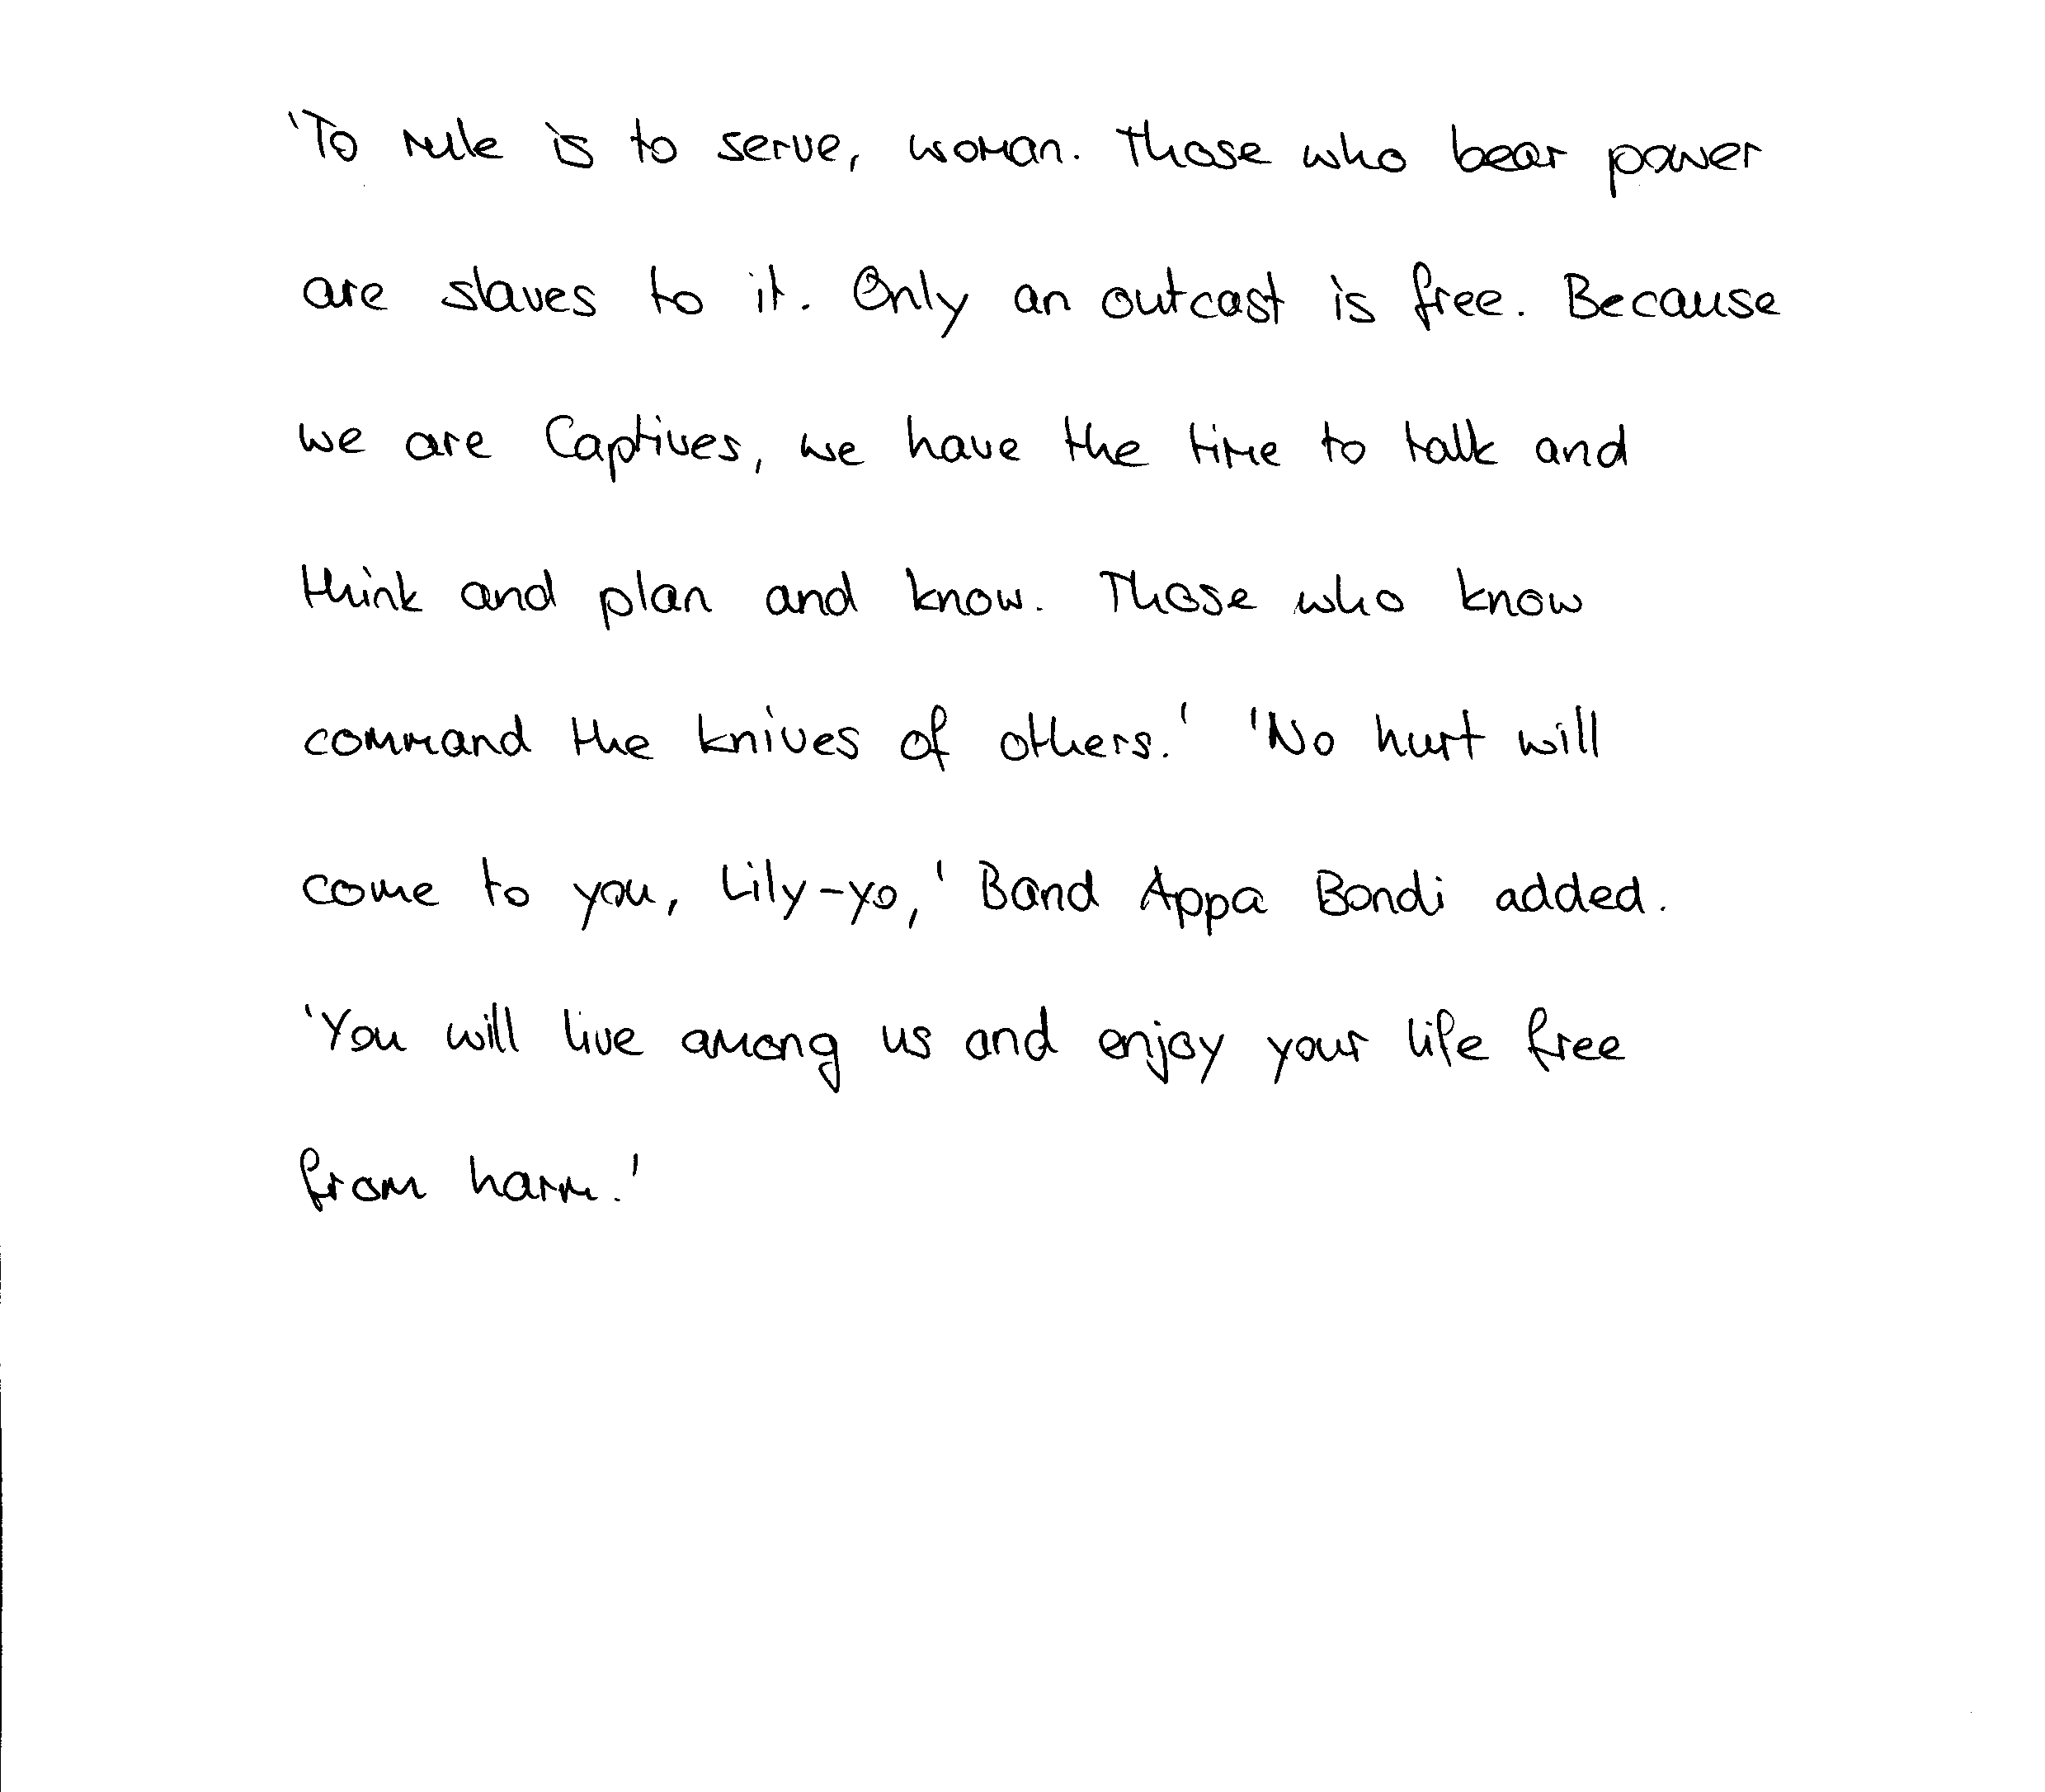 'To rule is to serve, woman. Those who bear power
are slaves to it. Only an outcast is free. Because
we are Captives, we have the time to talk and
think and plan and know. Those who know
command the knives of others.' 'No hurt will
come to you, Lily-yo,' Band Appa Bondi added.
'You will live among us and enjoy your life free
from harm.'